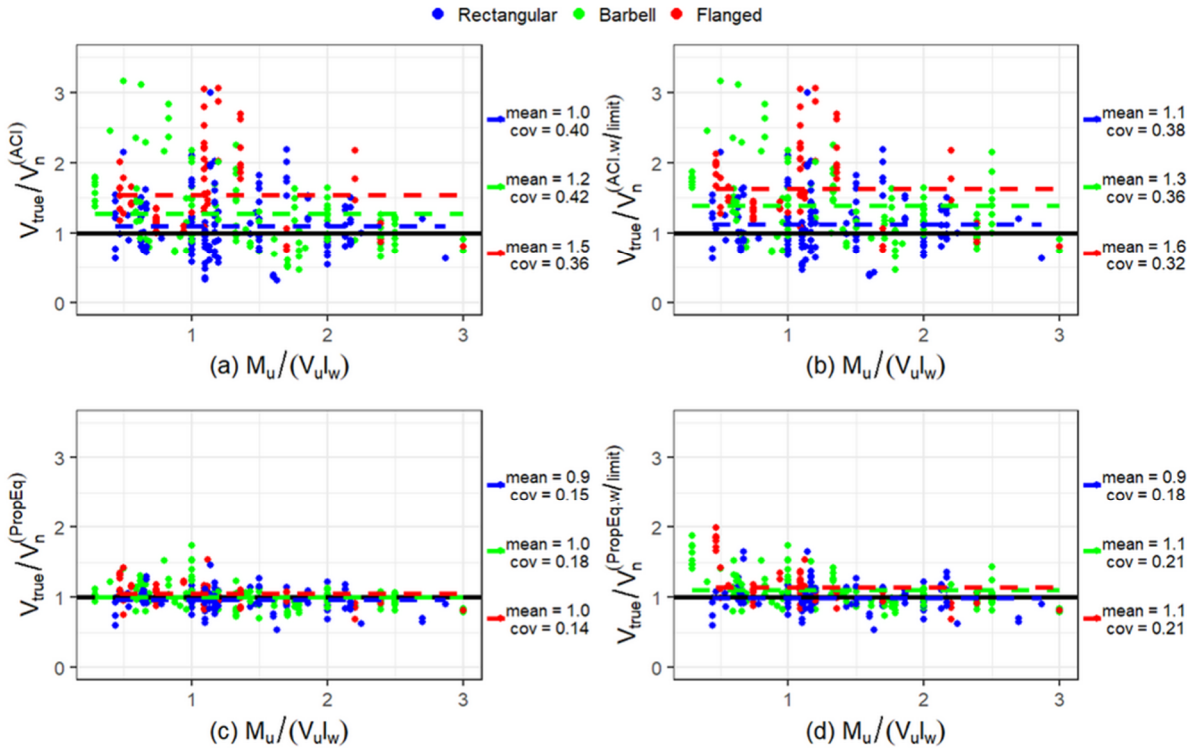 Rectangular Barbell Flanged
V_true/V_n^(ACI)
3
2
1
0
mean = 1.0
cov = 0.40
mean = 1.2
cov = 0.42
mean = 1.5
cov = 0.36
1 2 3
(a) M_u/(V_u l_w)
V_true/V_n^(ACI.w/limit)
3
2
1
0
mean = 1.1
cov = 0.38
mean = 1.3
cov = 0.36
mean = 1.6
cov = 0.32
1 2 3
(b) M_u/(V_u l_w)
V_true/V_n^(PropEq)
3
2
1
0
mean = 0.9
cov = 0.15
mean = 1.0
cov = 0.18
mean = 1.0
cov = 0.14
1 2 3
(c) M_u/(V_u l_w)
V_true/V_n^(PropEq.w/limit)
3
2
1
0
mean = 0.9
cov = 0.18
mean = 1.1
cov = 0.21
mean = 1.1
cov = 0.21
1 2 3
(d) M_u/(V_u l_w)